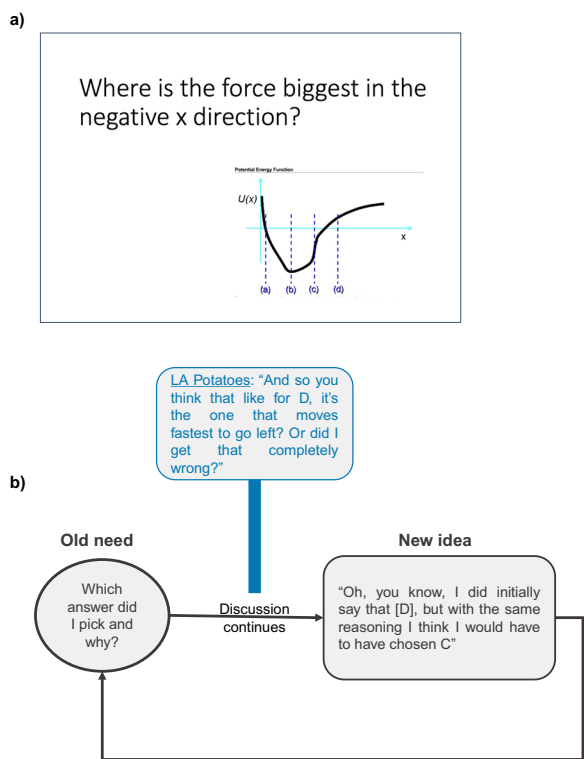 a)
Where is the force biggest in the
negative x direction?
Potential Energy Function
U(x)
x
(a) (b) (c) (d)
LA Potatoes: “And so you
think that like for D, it’s
the one that moves
fastest to go left? Or did I
get that completely
wrong?”
b)
Old need
New idea
Which
answer did
I pick and
why?
Discussion
continues
“Oh, you know, I did initially
say that [D], but with the same
reasoning I think I would have
to have chosen C”